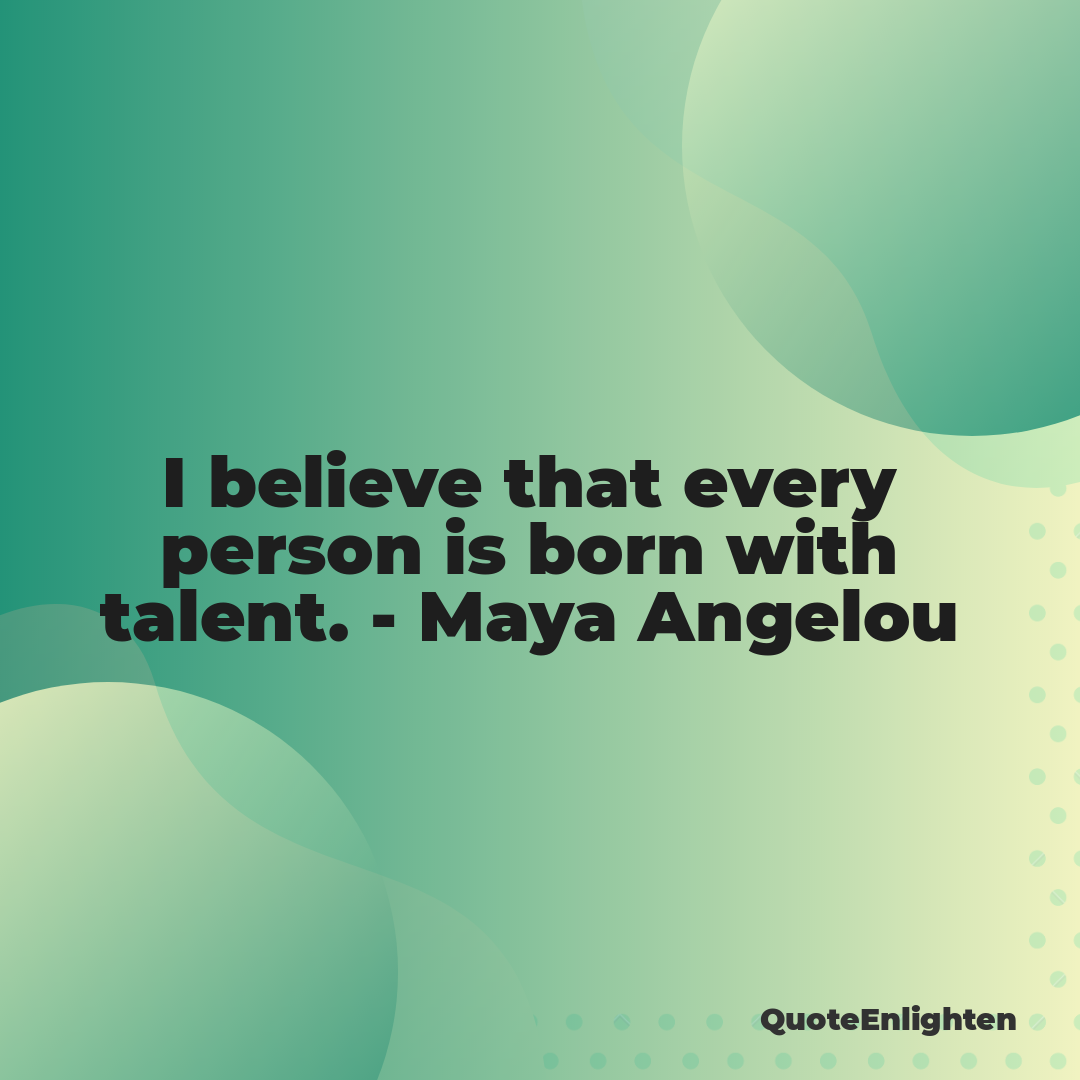 I believe that every
person is born with
talent. - Maya Angelou
QuoteEnlighten